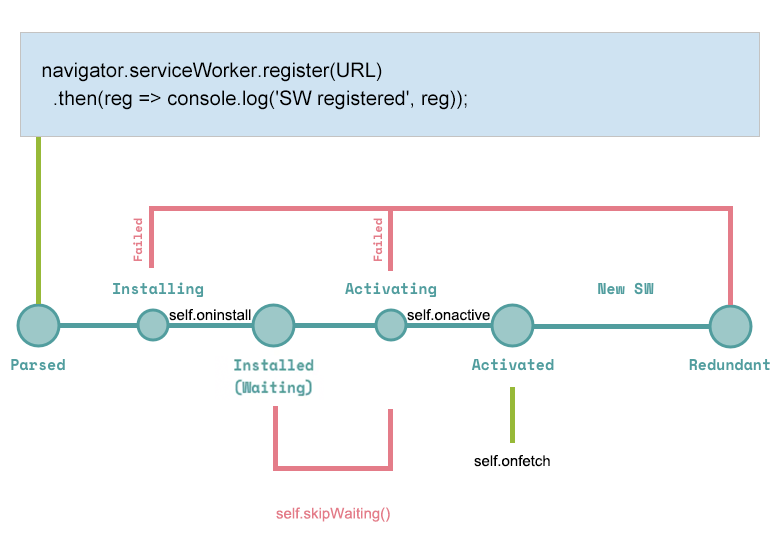 navigator.serviceWorker.register(URL)
.then(reg => console.log('SW registered', reg));
Failed
Failed
Installing
Activating
New SW
self.oninstall
self.onactive
Parsed
Installed
(Waiting)
Activated
Redundant
self.onfetch
self.skipWaiting()